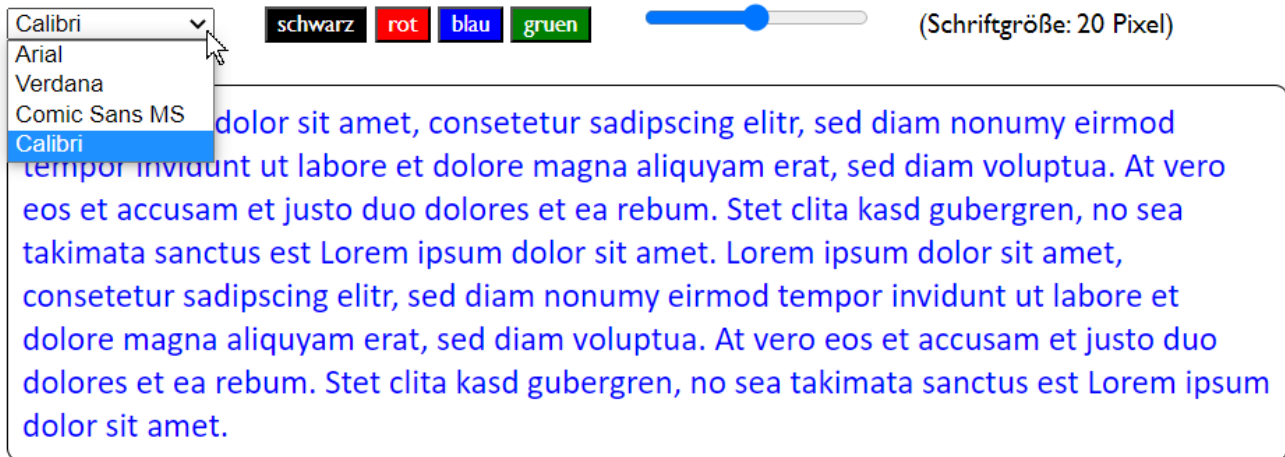 Calibri schwarz rot blau gruen (Schriftgröße: 20 Pixel)
Arial
Verdana
Comic Sans MS
Calibri
dolor sit amet, consetetur sadipscing elitr, sed diam nonumy eirmod
tempor invidunt ut labore et dolore magna aliquyam erat, sed diam voluptua. At vero
eos et accusam et justo duo dolores et ea rebum. Stet clita kasd gubergren, no sea
takimata sanctus est Lorem ipsum dolor sit amet. Lorem ipsum dolor sit amet,
consetetur sadipscing elitr, sed diam nonumy eirmod tempor invidunt ut labore et
dolore magna aliquyam erat, sed diam voluptua. At vero eos et accusam et justo duo
dolores et ea rebum. Stet clita kasd gubergren, no sea takimata sanctus est Lorem ipsum
dolor sit amet.